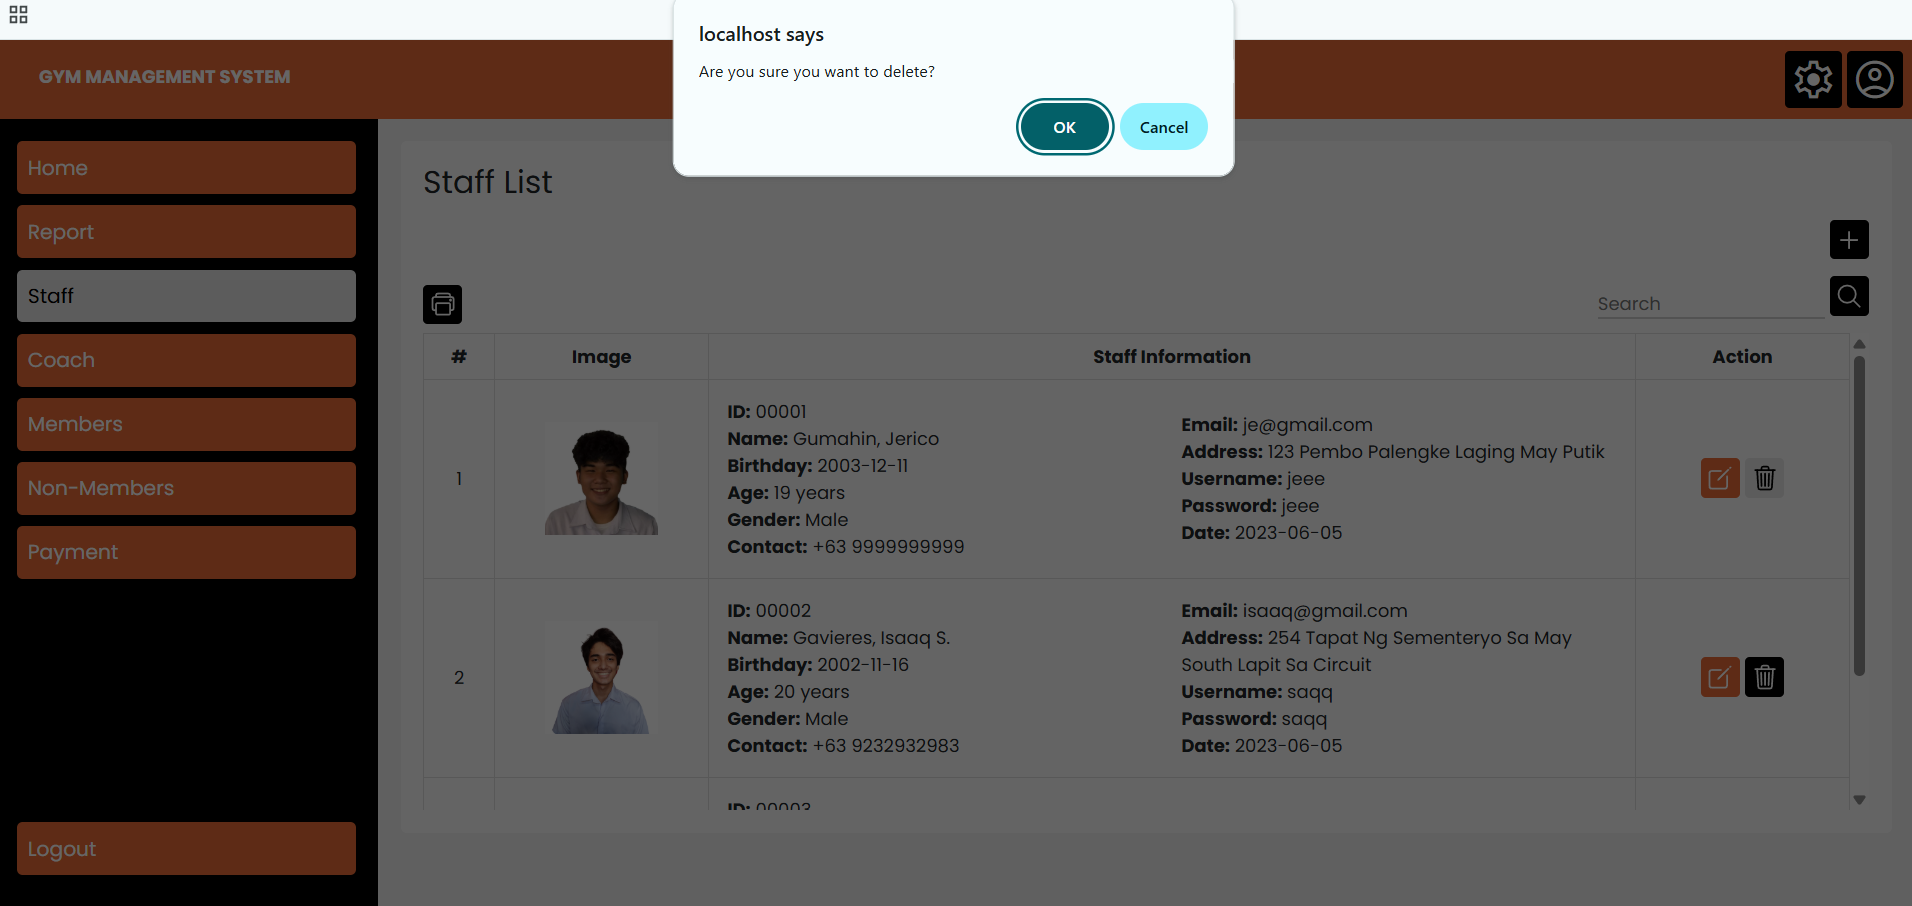 localhost says
Are you sure you want to delete?
OK
Cancel
GYM MANAGEMENT SYSTEM
Home
Report
Staff
Coach
Members
Non-Members
Payment
Logout
Staff List
Search
# Image Staff Information Action
1
ID: 00001
Name: Gumahin, Jerico
Birthday: 2003-12-11
Age: 19 years
Gender: Male
Contact: +63 9999999999
Email: je@gmail.com
Address: 123 Pembo Palengke Laging May Putik
Username: jeee
Password: jeee
Date: 2023-06-05
2
ID: 00002
Name: Gavieres, Isaaq S.
Birthday: 2002-11-16
Age: 20 years
Gender: Male
Contact: +63 9232932983
Email: isaaq@gmail.com
Address: 254 Tapat Ng Sementeryo Sa May
South Lapit Sa Circuit
Username: saqq
Password: saqq
Date: 2023-06-05
ID: 00003